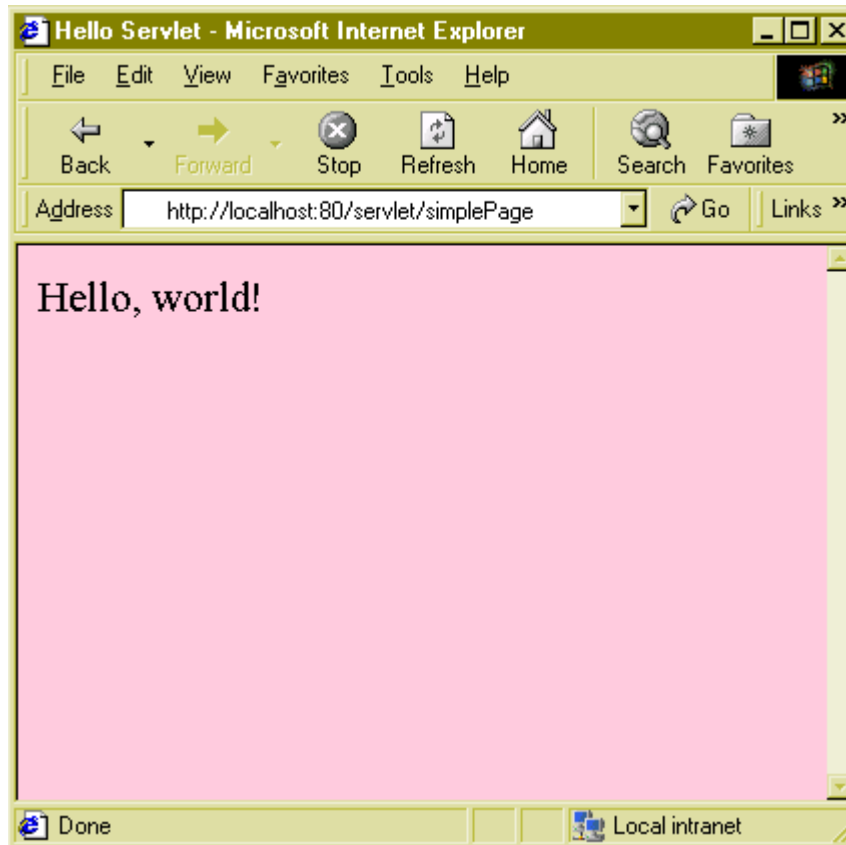 Hello Servlet - Microsoft Internet Explorer
File Edit View Favorites Tools Help
Back Forward Stop Refresh Home Search Favorites »
Address http://localhost:80/servlet/simplePage Go Links »
Hello, world!
Done Local intranet